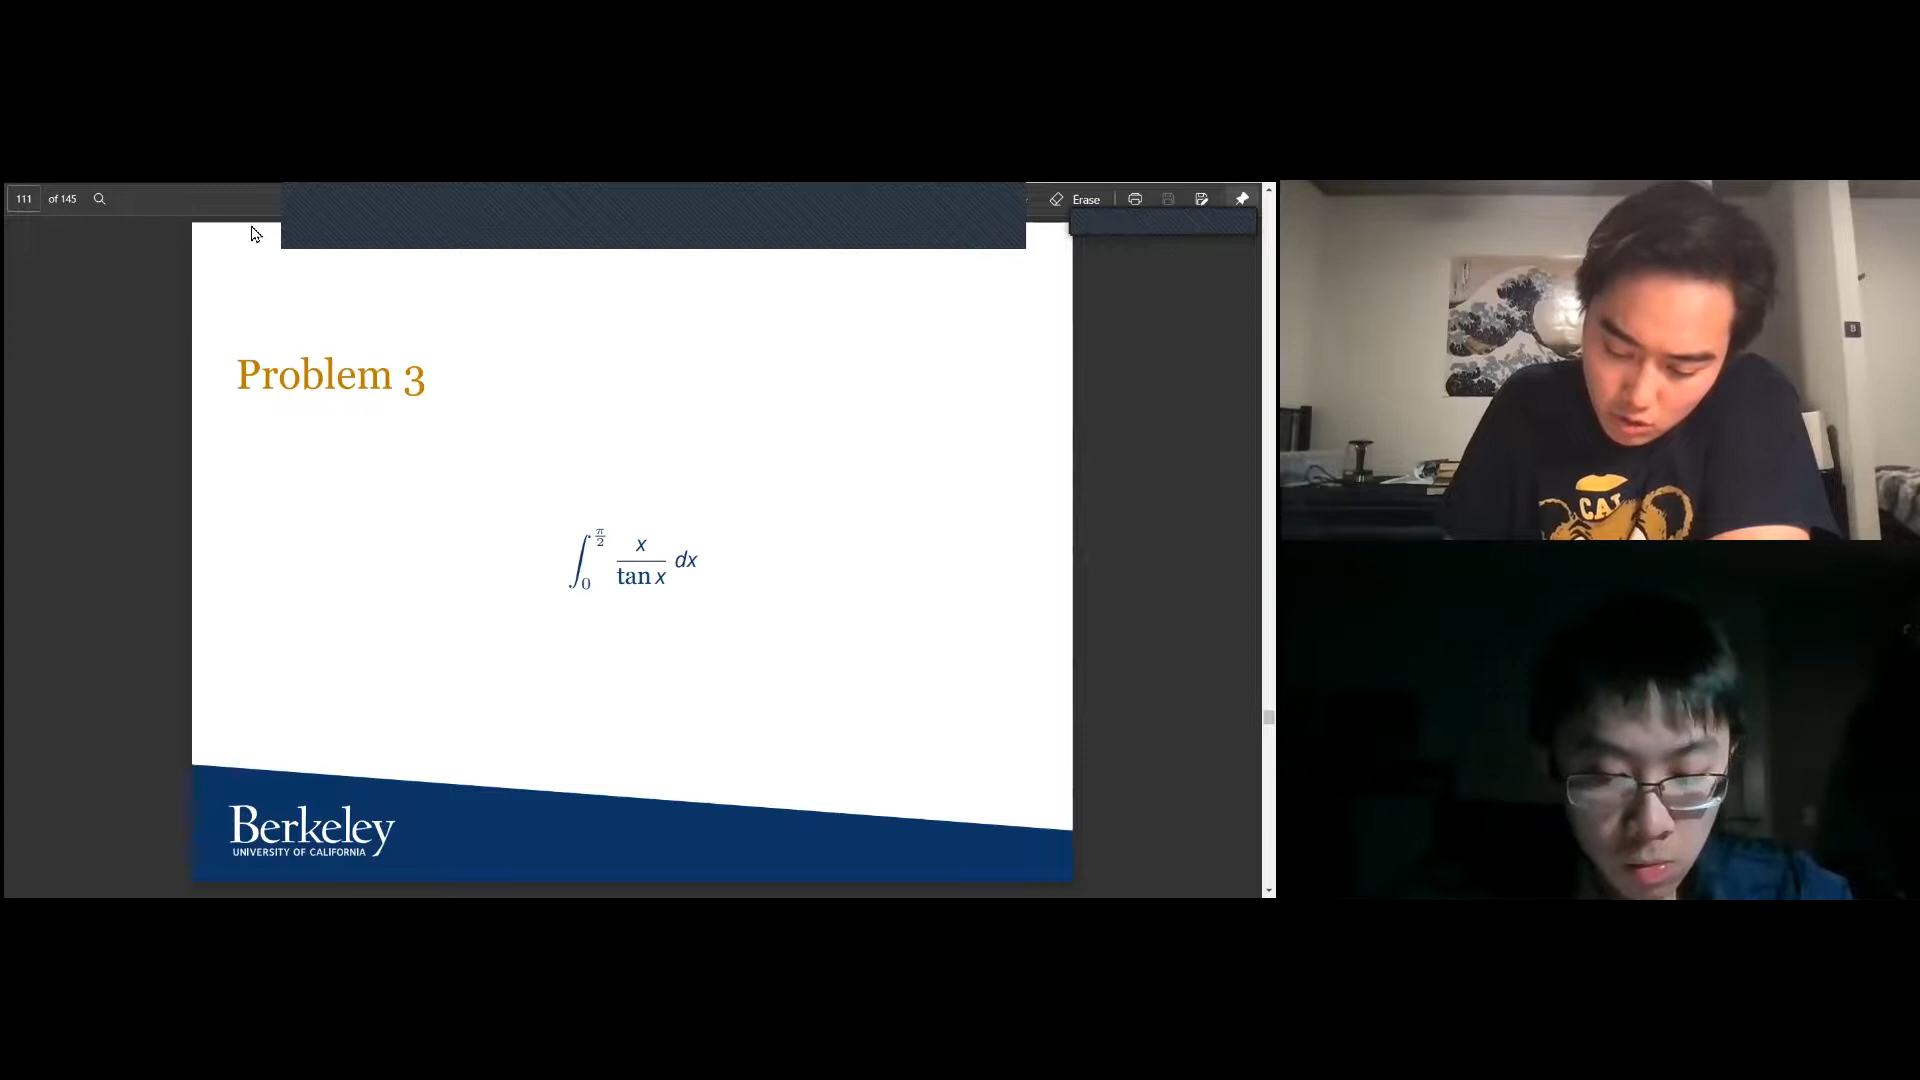 111 of 145
Erase
Problem 3
∫₀^{π/2} x / tan x dx
Berkeley
UNIVERSITY OF CALIFORNIA
CAL
B